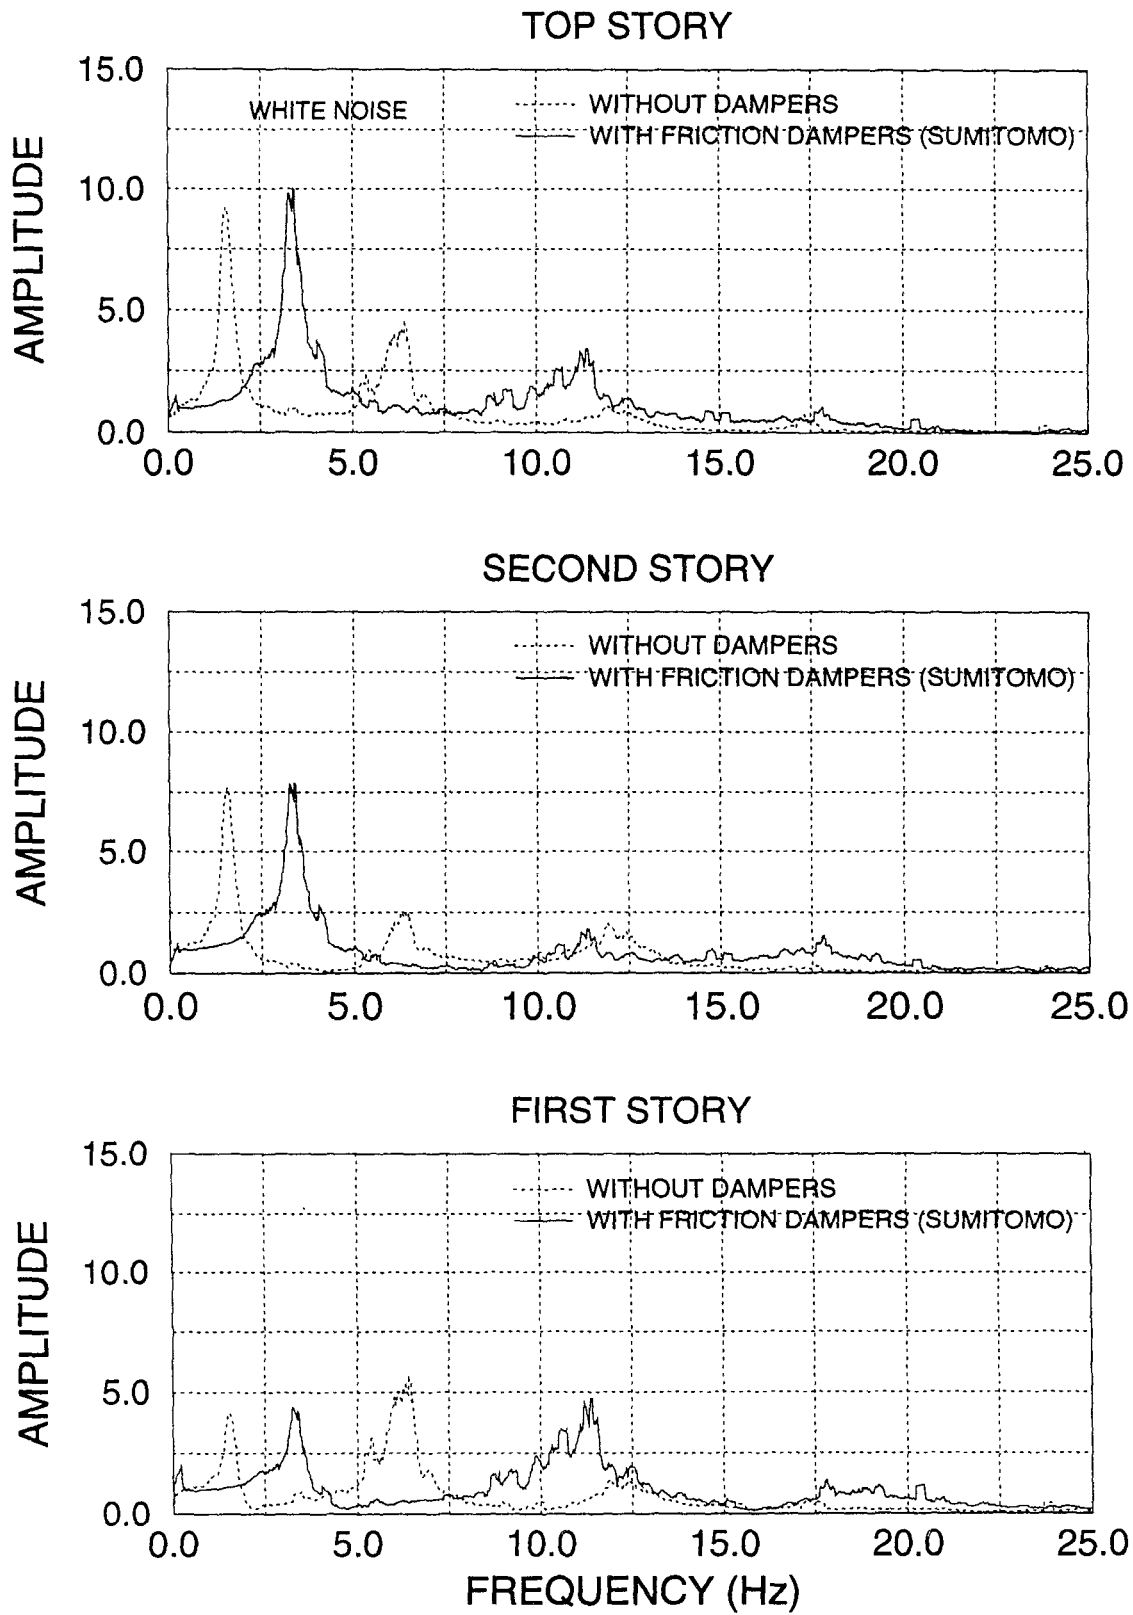 TOP STORY
15.0
WHITE NOISE
WITHOUT DAMPERS
WITH FRICTION DAMPERS (SUMITOMO)
AMPLITUDE
10.0
5.0
0.0
0.0 5.0 10.0 15.0 20.0 25.0
SECOND STORY
15.0
WITHOUT DAMPERS
WITH FRICTION DAMPERS (SUMITOMO)
AMPLITUDE
10.0
5.0
0.0
0.0 5.0 10.0 15.0 20.0 25.0
FIRST STORY
15.0
WITHOUT DAMPERS
WITH FRICTION DAMPERS (SUMITOMO)
AMPLITUDE
10.0
5.0
0.0
0.0 5.0 10.0 15.0 20.0 25.0
FREQUENCY (Hz)